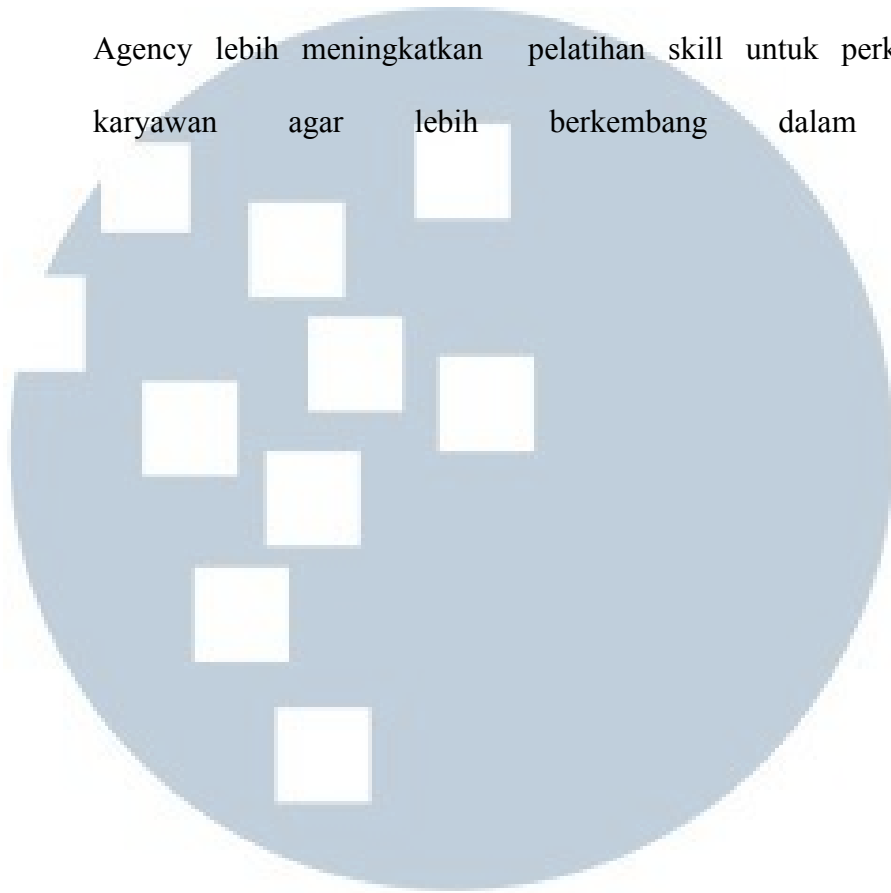 Agency lebih meningkatkan pelatihan skill untuk perk
karyawan agar lebih berkembang dalam